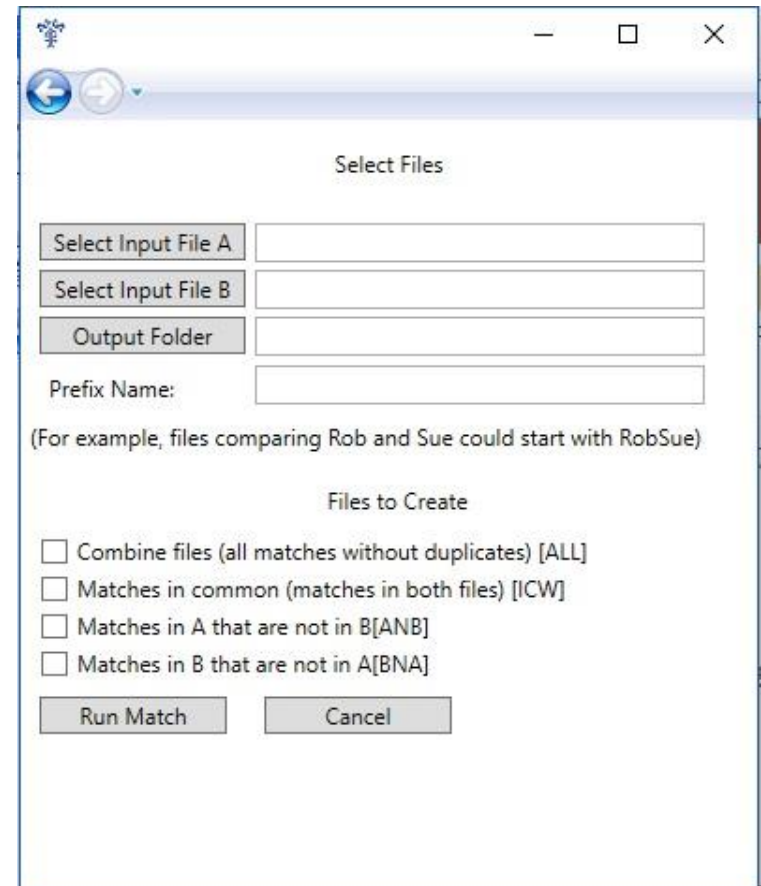 Select Files
Select Input File A
Select Input File B
Output Folder
Prefix Name:
(For example, files comparing Rob and Sue could start with RobSue)
Files to Create
Combine files (all matches without duplicates) [ALL]
Matches in common (matches in both files) [ICW]
Matches in A that are not in B[ANB]
Matches in B that are not in A[BNA]
Run Match Cancel